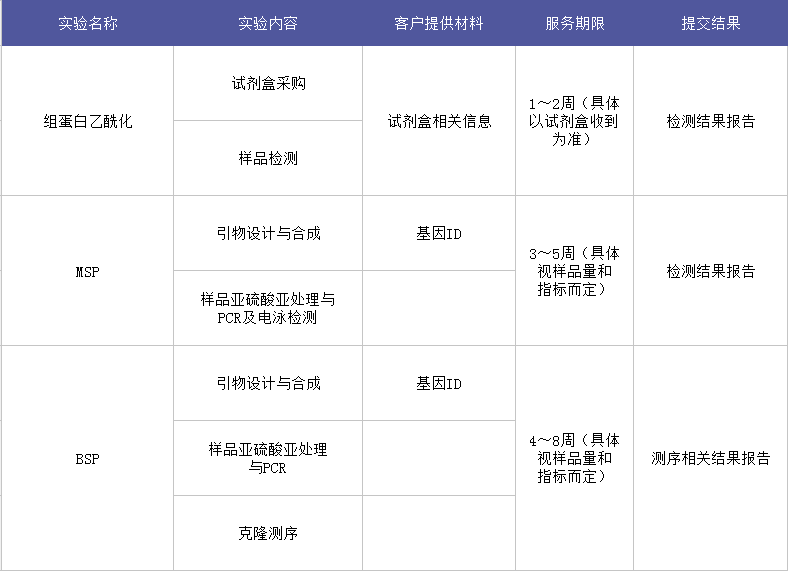 实验名称
实验内容
客户提供材料
服务期限
提交结果
组蛋白乙酰化
试剂盒采购
样品检测
试剂盒相关信息
1～2周（具体
以试剂盒收到
为准）
检测结果报告
MSP
引物设计与合成
基因ID
样品亚硫酸亚处理与
PCR及电泳检测
3～5周（具体
视样品量和
指标而定）
检测结果报告
BSP
引物设计与合成
基因ID
样品亚硫酸亚处理
与PCR
克隆测序
4～8周（具体
视样品量和
指标而定）
测序相关结果报告